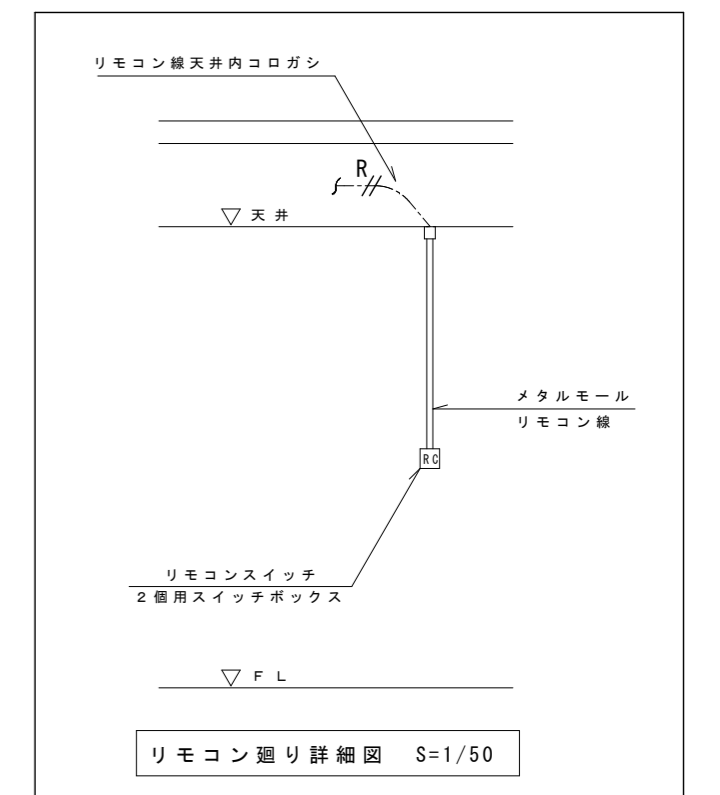 リモコン線天井内コロガシ
R
天井
メタルモール
リモコン線
RC
リモコンスイッチ
2個用スイッチボックス
FL
リモコン廻り詳細図 S=1/50